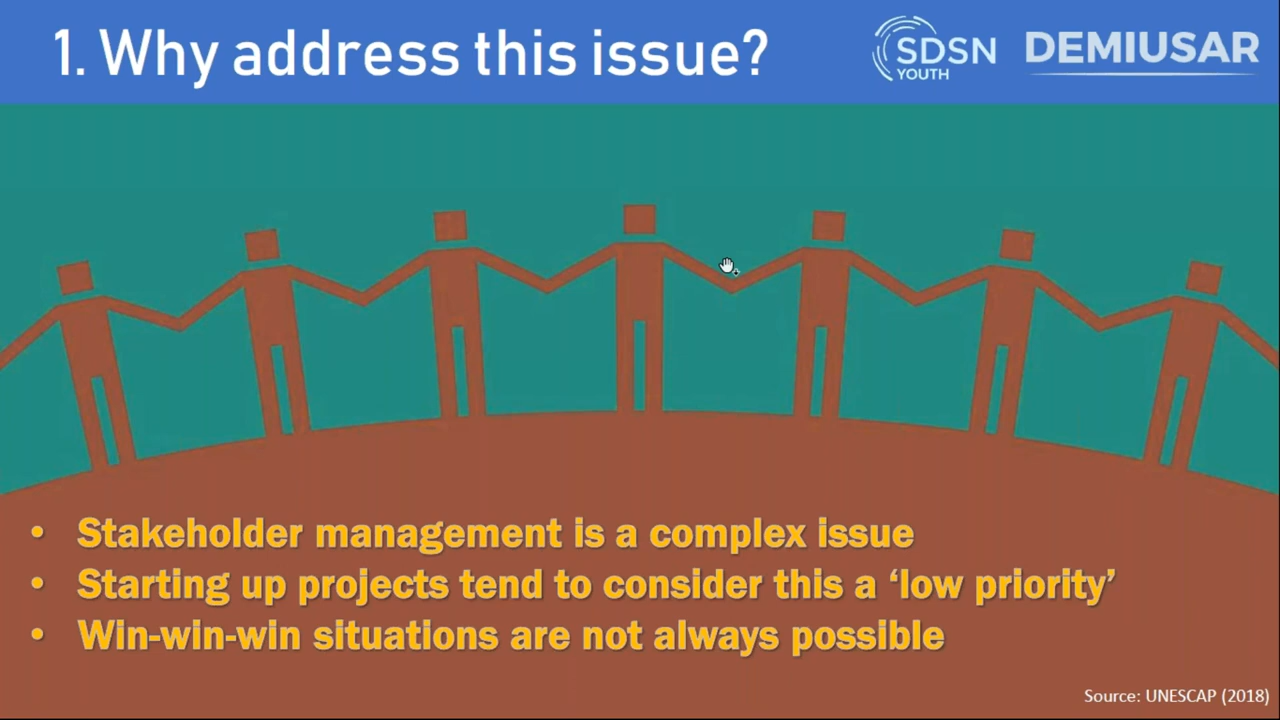 1. Why address this issue?
SDSN
YOUTH
DEMIUSAR
• Stakeholder management is a complex issue
• Starting up projects tend to consider this a ‘low priority’
• Win-win-win situations are not always possible
Source: UNESCAP (2018)